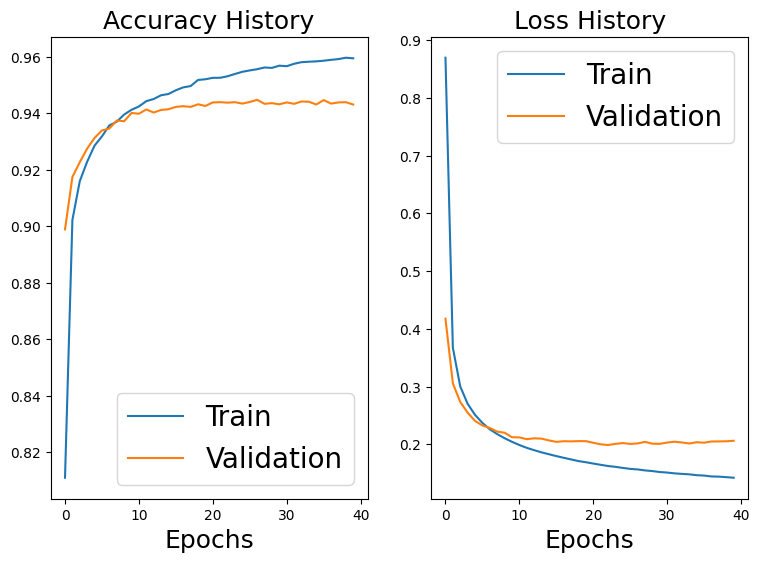 Accuracy History
0.96
0.94
0.92
0.90
0.88
0.86
0.84
0.82
Train
Validation
0 10 20 30 40
Epochs
Loss History
0.9
0.8
0.7
0.6
0.5
0.4
0.3
0.2
Train
Validation
0 10 20 30 40
Epochs